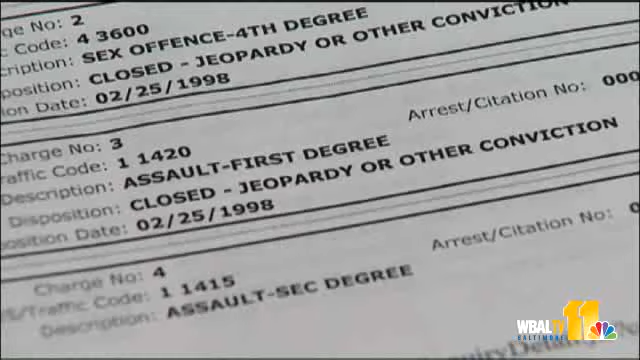 ge No: 2
c Code: 4 3600
cription: SEX OFFENCE-4TH DEGREE
position: CLOSED - JEOPARDY OR OTHER CONVICTION
ion Date: 02/25/1998
Arrest/Citation No: 000
Charge No: 3
raffic Code: 1 1420
Description: ASSAULT-FIRST DEGREE
Disposition: CLOSED - JEOPARDY OR OTHER CONVICTION
position Date: 02/25/1998
Arrest/Citation No: 0
Charge No: 4
S/Traffic Code: 1 1415
Description: ASSAULT-SEC DEGREE
WBALTV 11
BALTIMORE